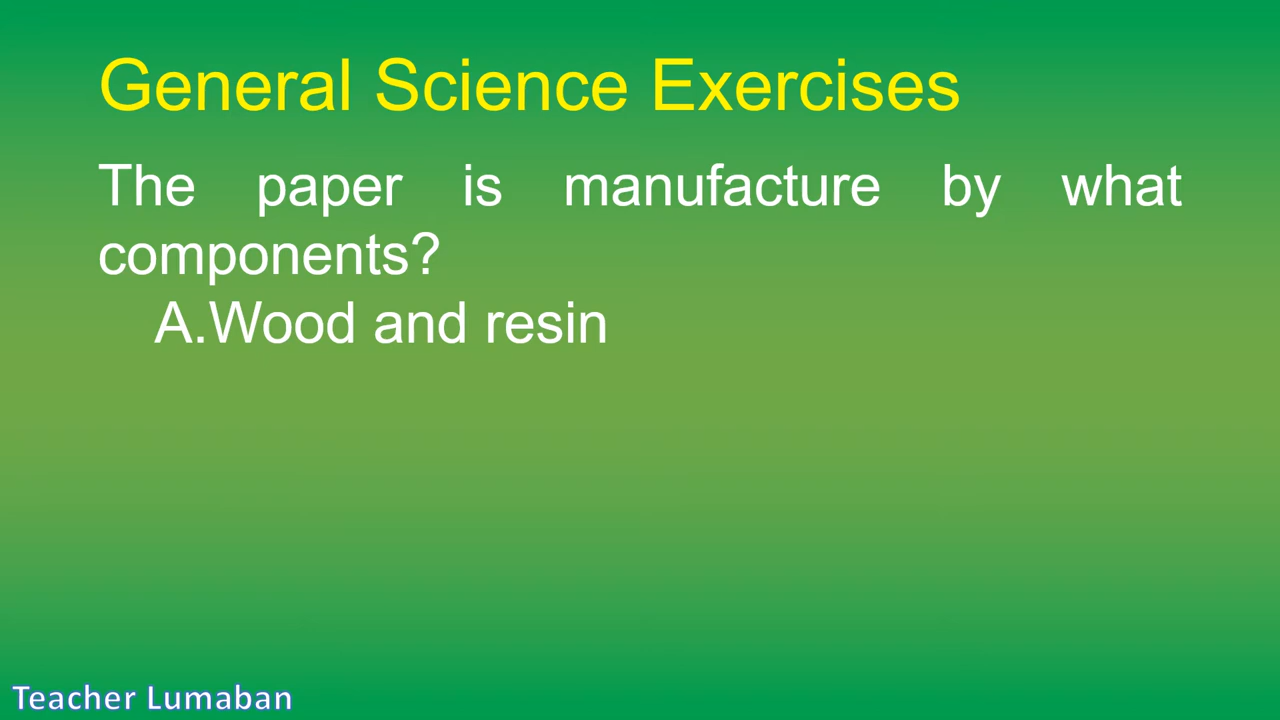 General Science Exercises
The paper is manufacture by what
components?
A.Wood and resin
Teacher Lumaban